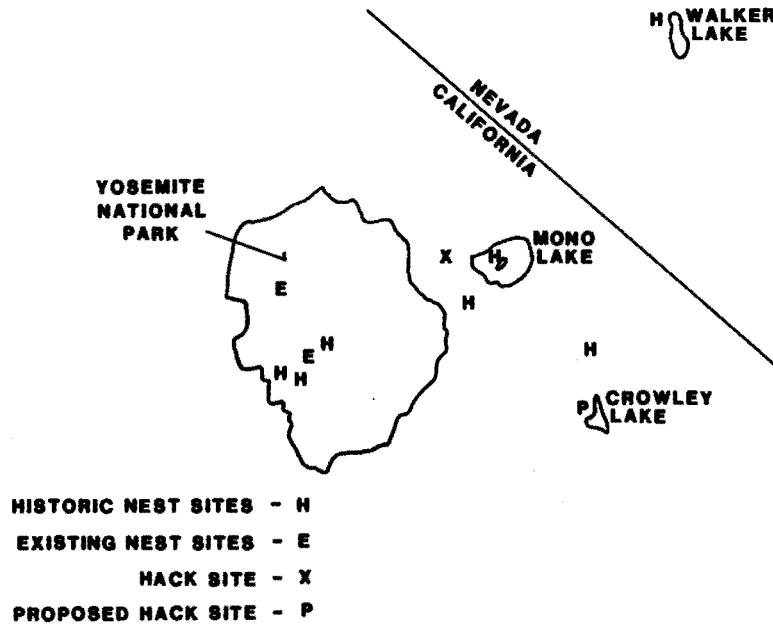 H WALKER
LAKE
NEVADA
CALIFORNIA
YOSEMITE
NATIONAL
PARK
X
H
MONO
LAKE
E
H
H
E
H
H
H
P
CROWLEY
LAKE
HISTORIC NEST SITES - H
EXISTING NEST SITES - E
HACK SITE - X
PROPOSED HACK SITE - P